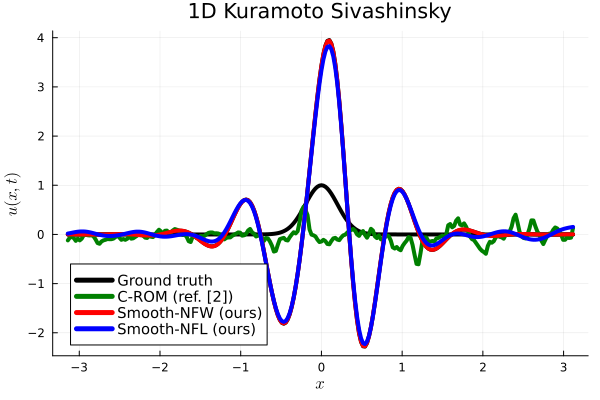 1D Kuramoto Sivashinsky
u(x, t)
4
3
2
1
0
−1
−2
Ground truth
C-ROM (ref. [2])
Smooth-NFW (ours)
Smooth-NFL (ours)
−3 −2 −1 0 1 2 3
x